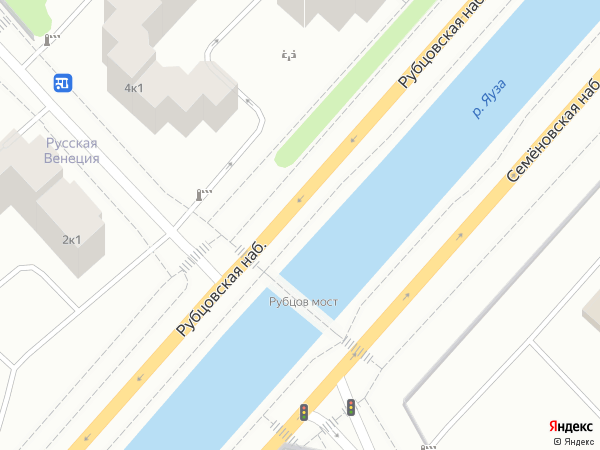 Рубцовская наб.
4к1
р. Яуза
Семёновская наб.
Русская
Венеция
2к1
Рубцовская наб.
Рубцов мост
Яндекс
© Яндекс